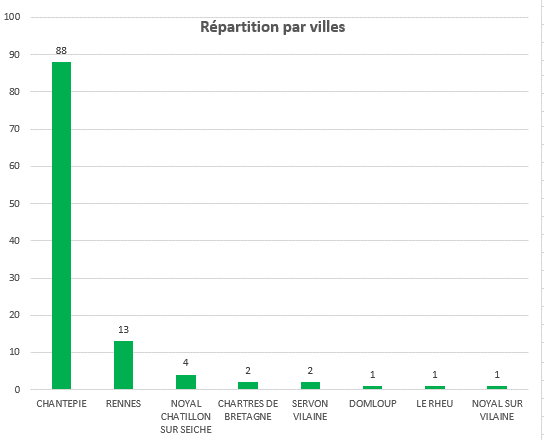 Répartition par villes
100
90
80
70
60
50
40
30
20
10
0
88
13
4
2
2
1
1
1
CHANTEPIE
RENNES
NOYAL
CHATILLON
SUR SEICHE
CHARTRES DE
BRETAGNE
SERVON
VILAINE
DOMLOUP
LE RHEU
NOYAL SUR
VILAINE